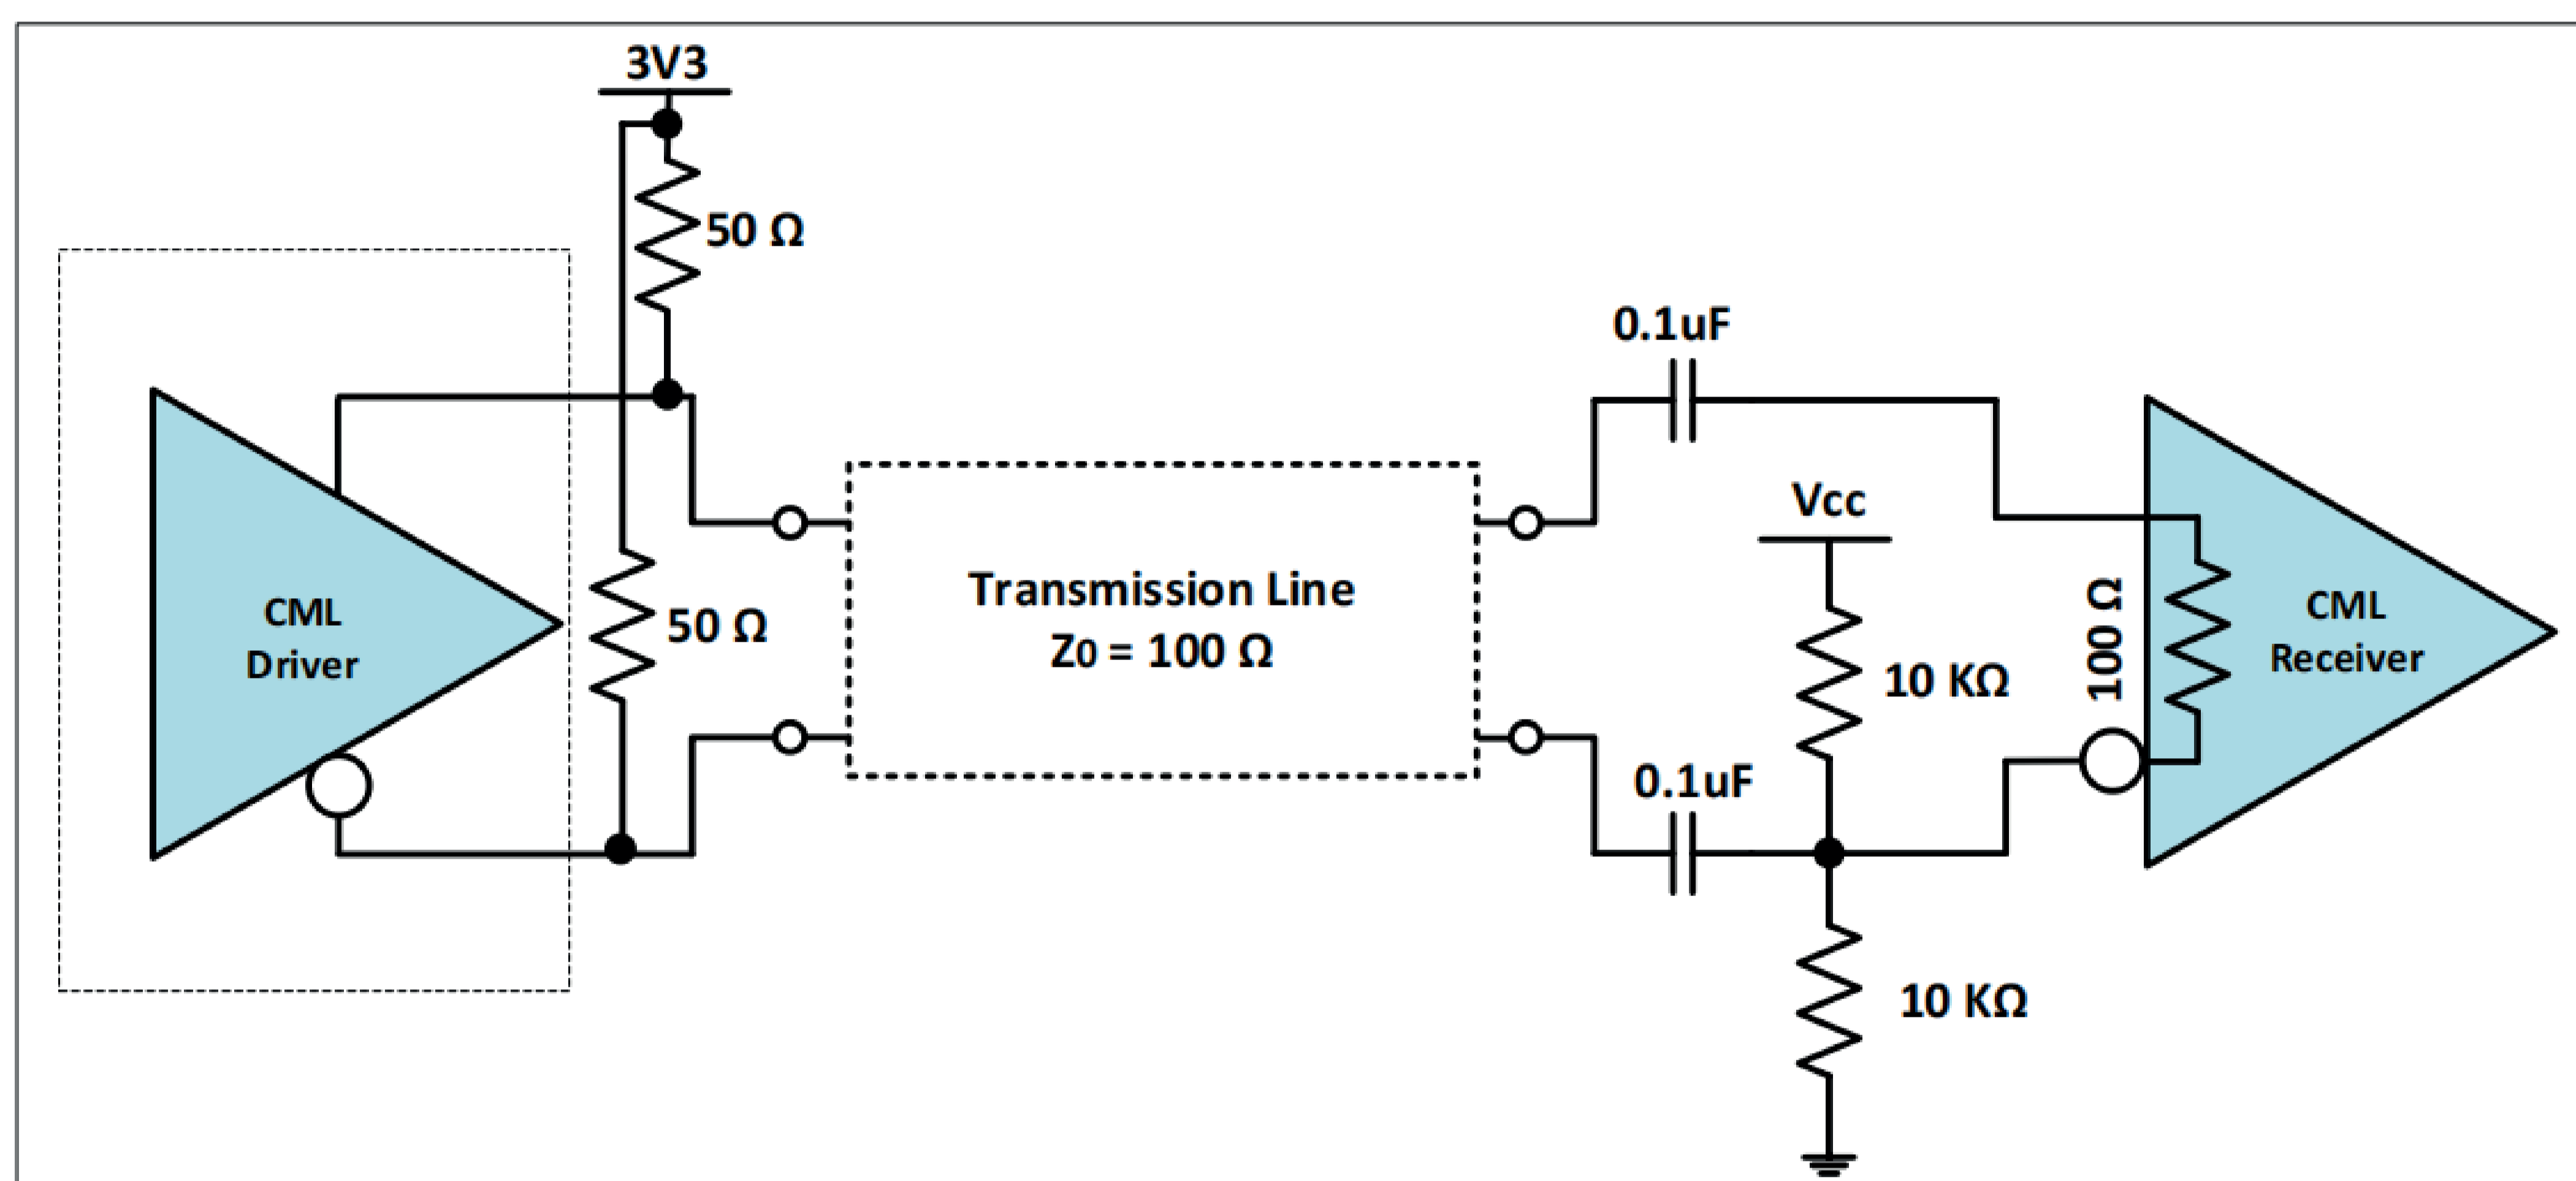 3V3
50 Ω
CML
Driver
50 Ω
Transmission Line
Z0 = 100 Ω
0.1uF
Vcc
10 KΩ
0.1uF
10 KΩ
100 Ω
CML
Receiver